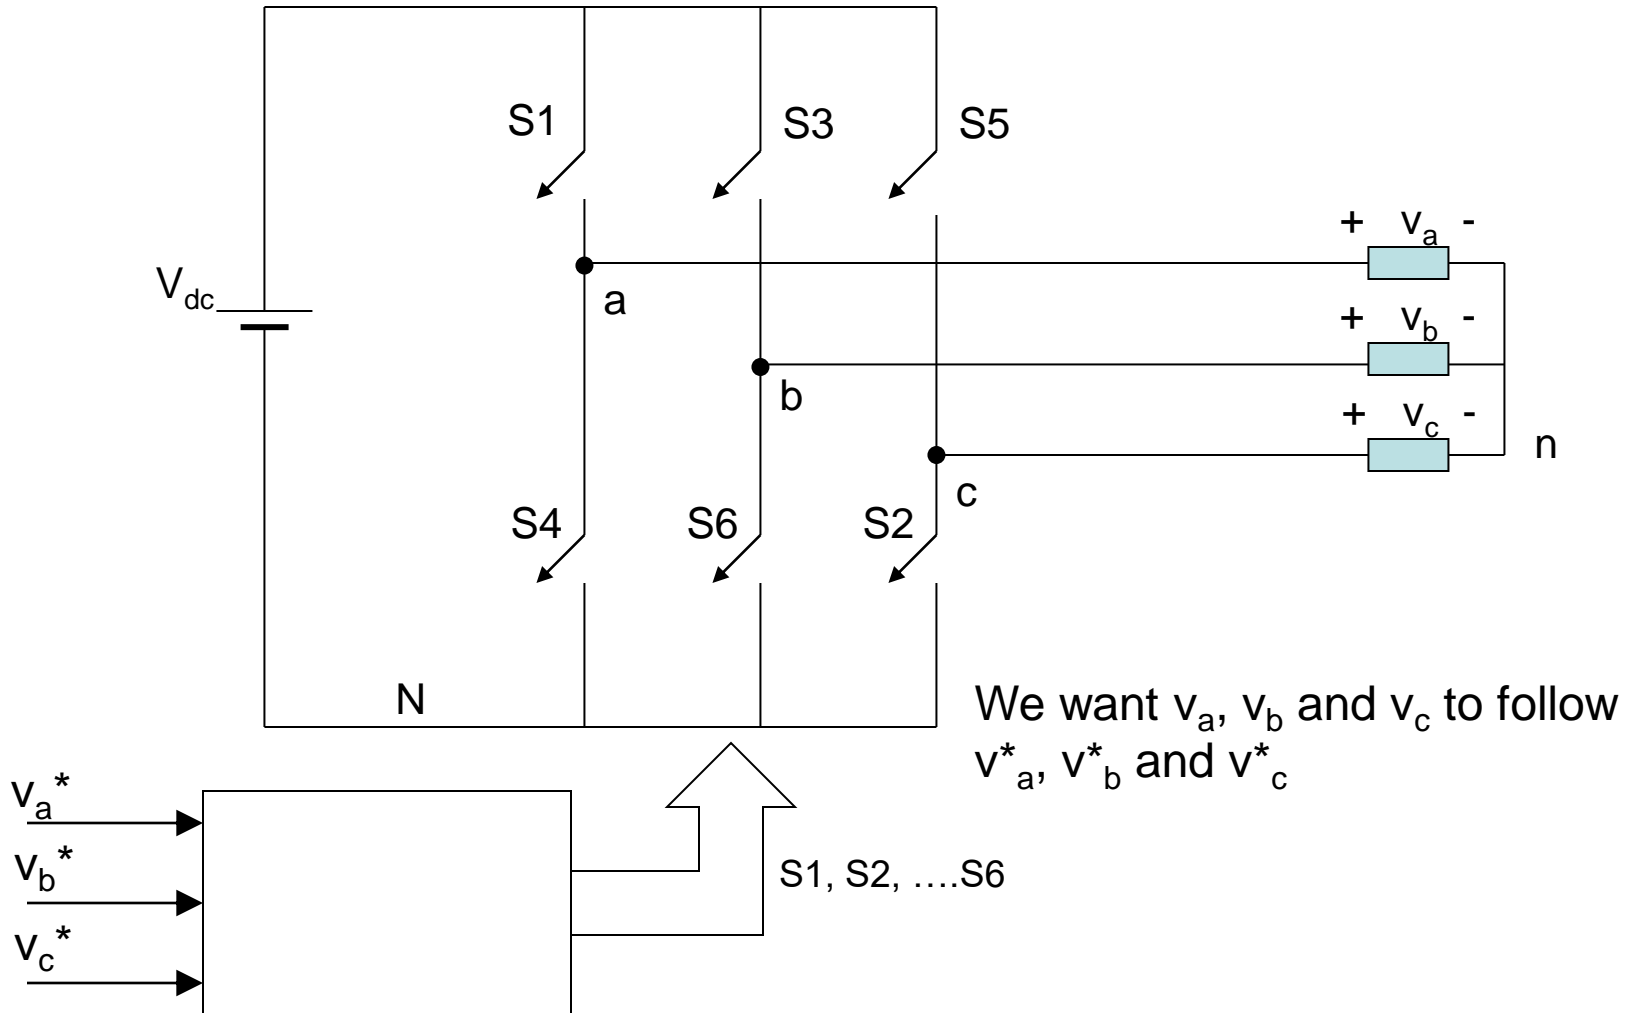 S1
S3
S5
+ va -
Vdc
a
+ vb -
b
+ vc -
n
c
S4
S6
S2
N
We want va, vb and vc to follow
v*a, v*b and v*c
va*
vb*
S1, S2, ….S6
vc*